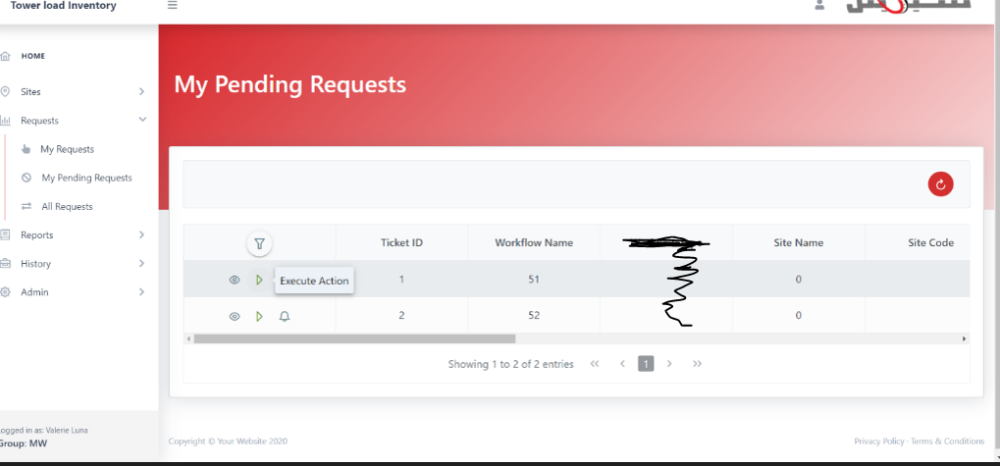 Tower load Inventory
HOME
Sites
Requests
My Requests
My Pending Requests
All Requests
Reports
History
Admin
Logged in as: Valerie Luna
Group: MW
My Pending Requests
Ticket ID Workflow Name Site Name Site Code
Execute Action 1 51 0
2 52 0
Showing 1 to 2 of 2 entries << < 1 > >>
Copyright © Your Website 2020 Privacy Policy · Terms & Conditions